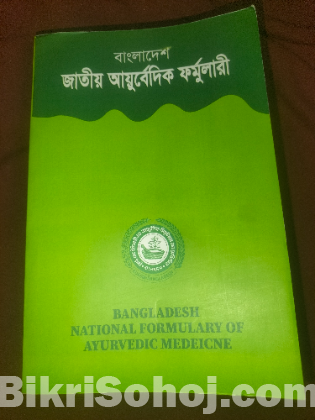 বাংলাদেশ
জাতীয় আয়ুর্বেদিক ফর্মুলারী
BANGLADESH
NATIONAL FORMULARY OF
AYURVEDIC MEDEICNE
BikriSohoj.com